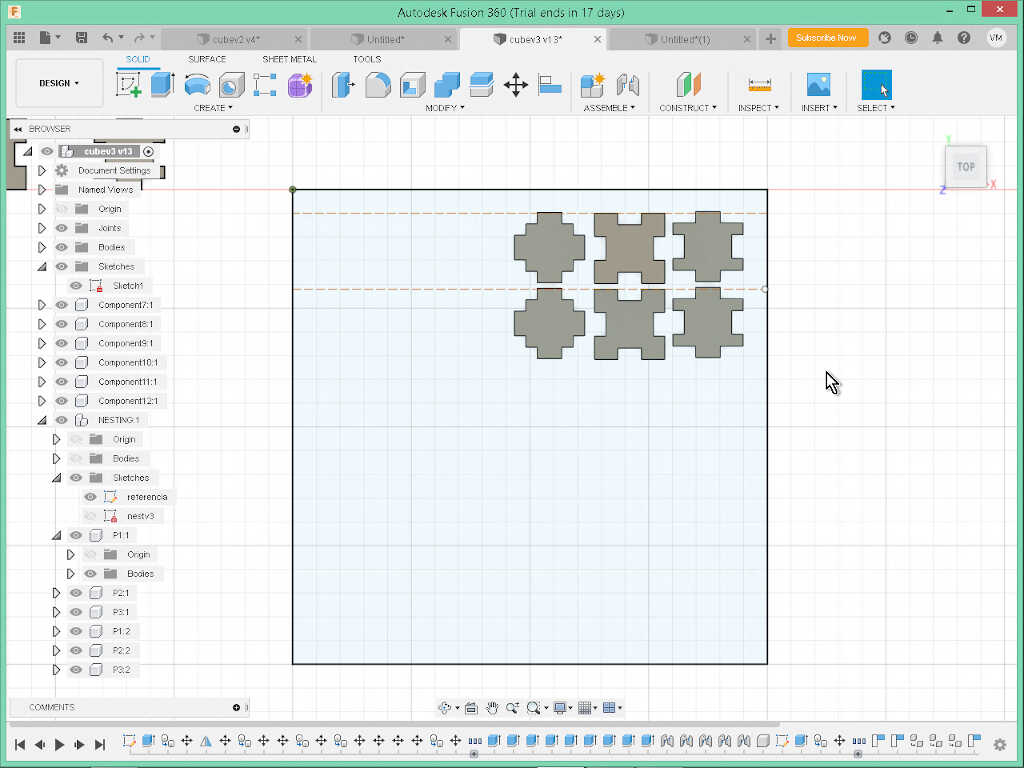 Autodesk Fusion 360 (Trial ends in 17 days)
cubev2 v4*
Untitled*
cubev3 v13*
Untitled*(1)
Subscribe Now
VM
DESIGN
SOLID
SURFACE
SHEET METAL
TOOLS
CREATE
MODIFY
ASSEMBLE
CONSTRUCT
INSPECT
INSERT
SELECT
BROWSER
cubev3 v13
Document Settings
Named Views
Origin
Joints
Bodies
Sketches
Sketch1
Component7:1
Component8:1
Component9:1
Component10:1
Component11:1
Component12:1
NESTING:1
Origin
Bodies
Sketches
referencia
nestv3
P1:1
Origin
Bodies
P2:1
P3:1
P1:2
P2:2
P3:2
COMMENTS
TOP
Y
X
Z